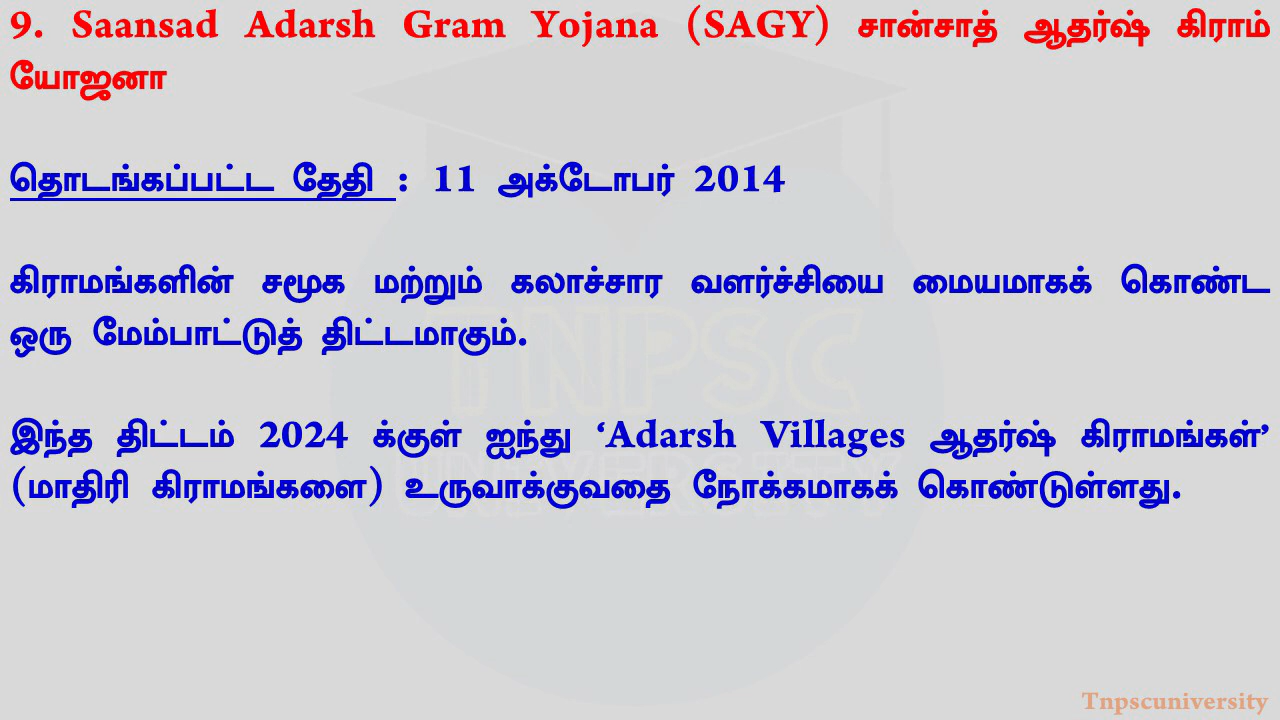 9. Saansad Adarsh Gram Yojana (SAGY) சான்சாத் ஆதர்ஷ் கிராம்
யோஜனா
தொடங்கப்பட்ட தேதி : 11 அக்டோபர் 2014
கிராமங்களின் சமூக மற்றும் கலாச்சார வளர்ச்சியை மையமாகக் கொண்ட
ஒரு மேம்பாட்டுத் திட்டமாகும்.
TNPSC
இந்த திட்டம் 2024 க்குள் ஐந்து ‘Adarsh Villages ஆதர்ஷ் கிராமங்கள்’
(மாதிரி கிராமங்களை) உருவாக்குவதை நோக்கமாகக் கொண்டுள்ளது.
UNIVERSITY
Tnpscuniversity